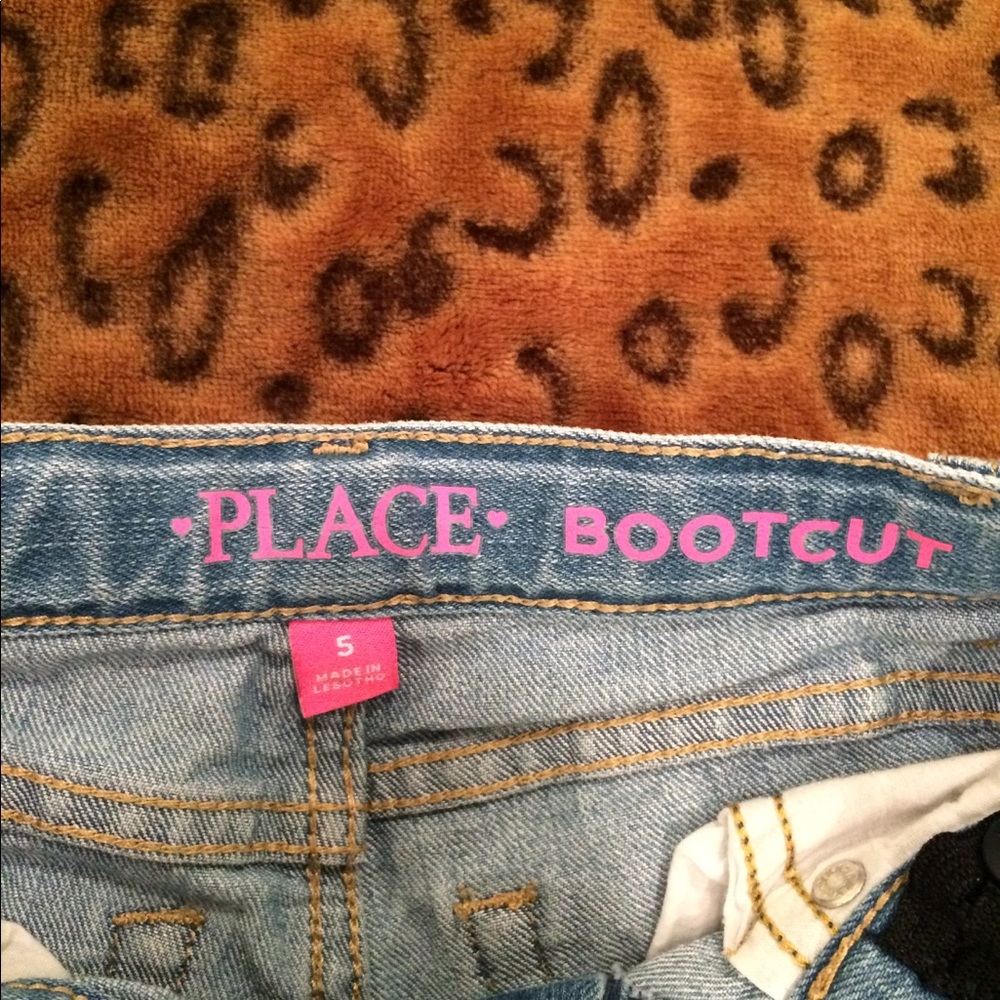 PLACE BOOTCUT
5
MADE IN
LESOTHO